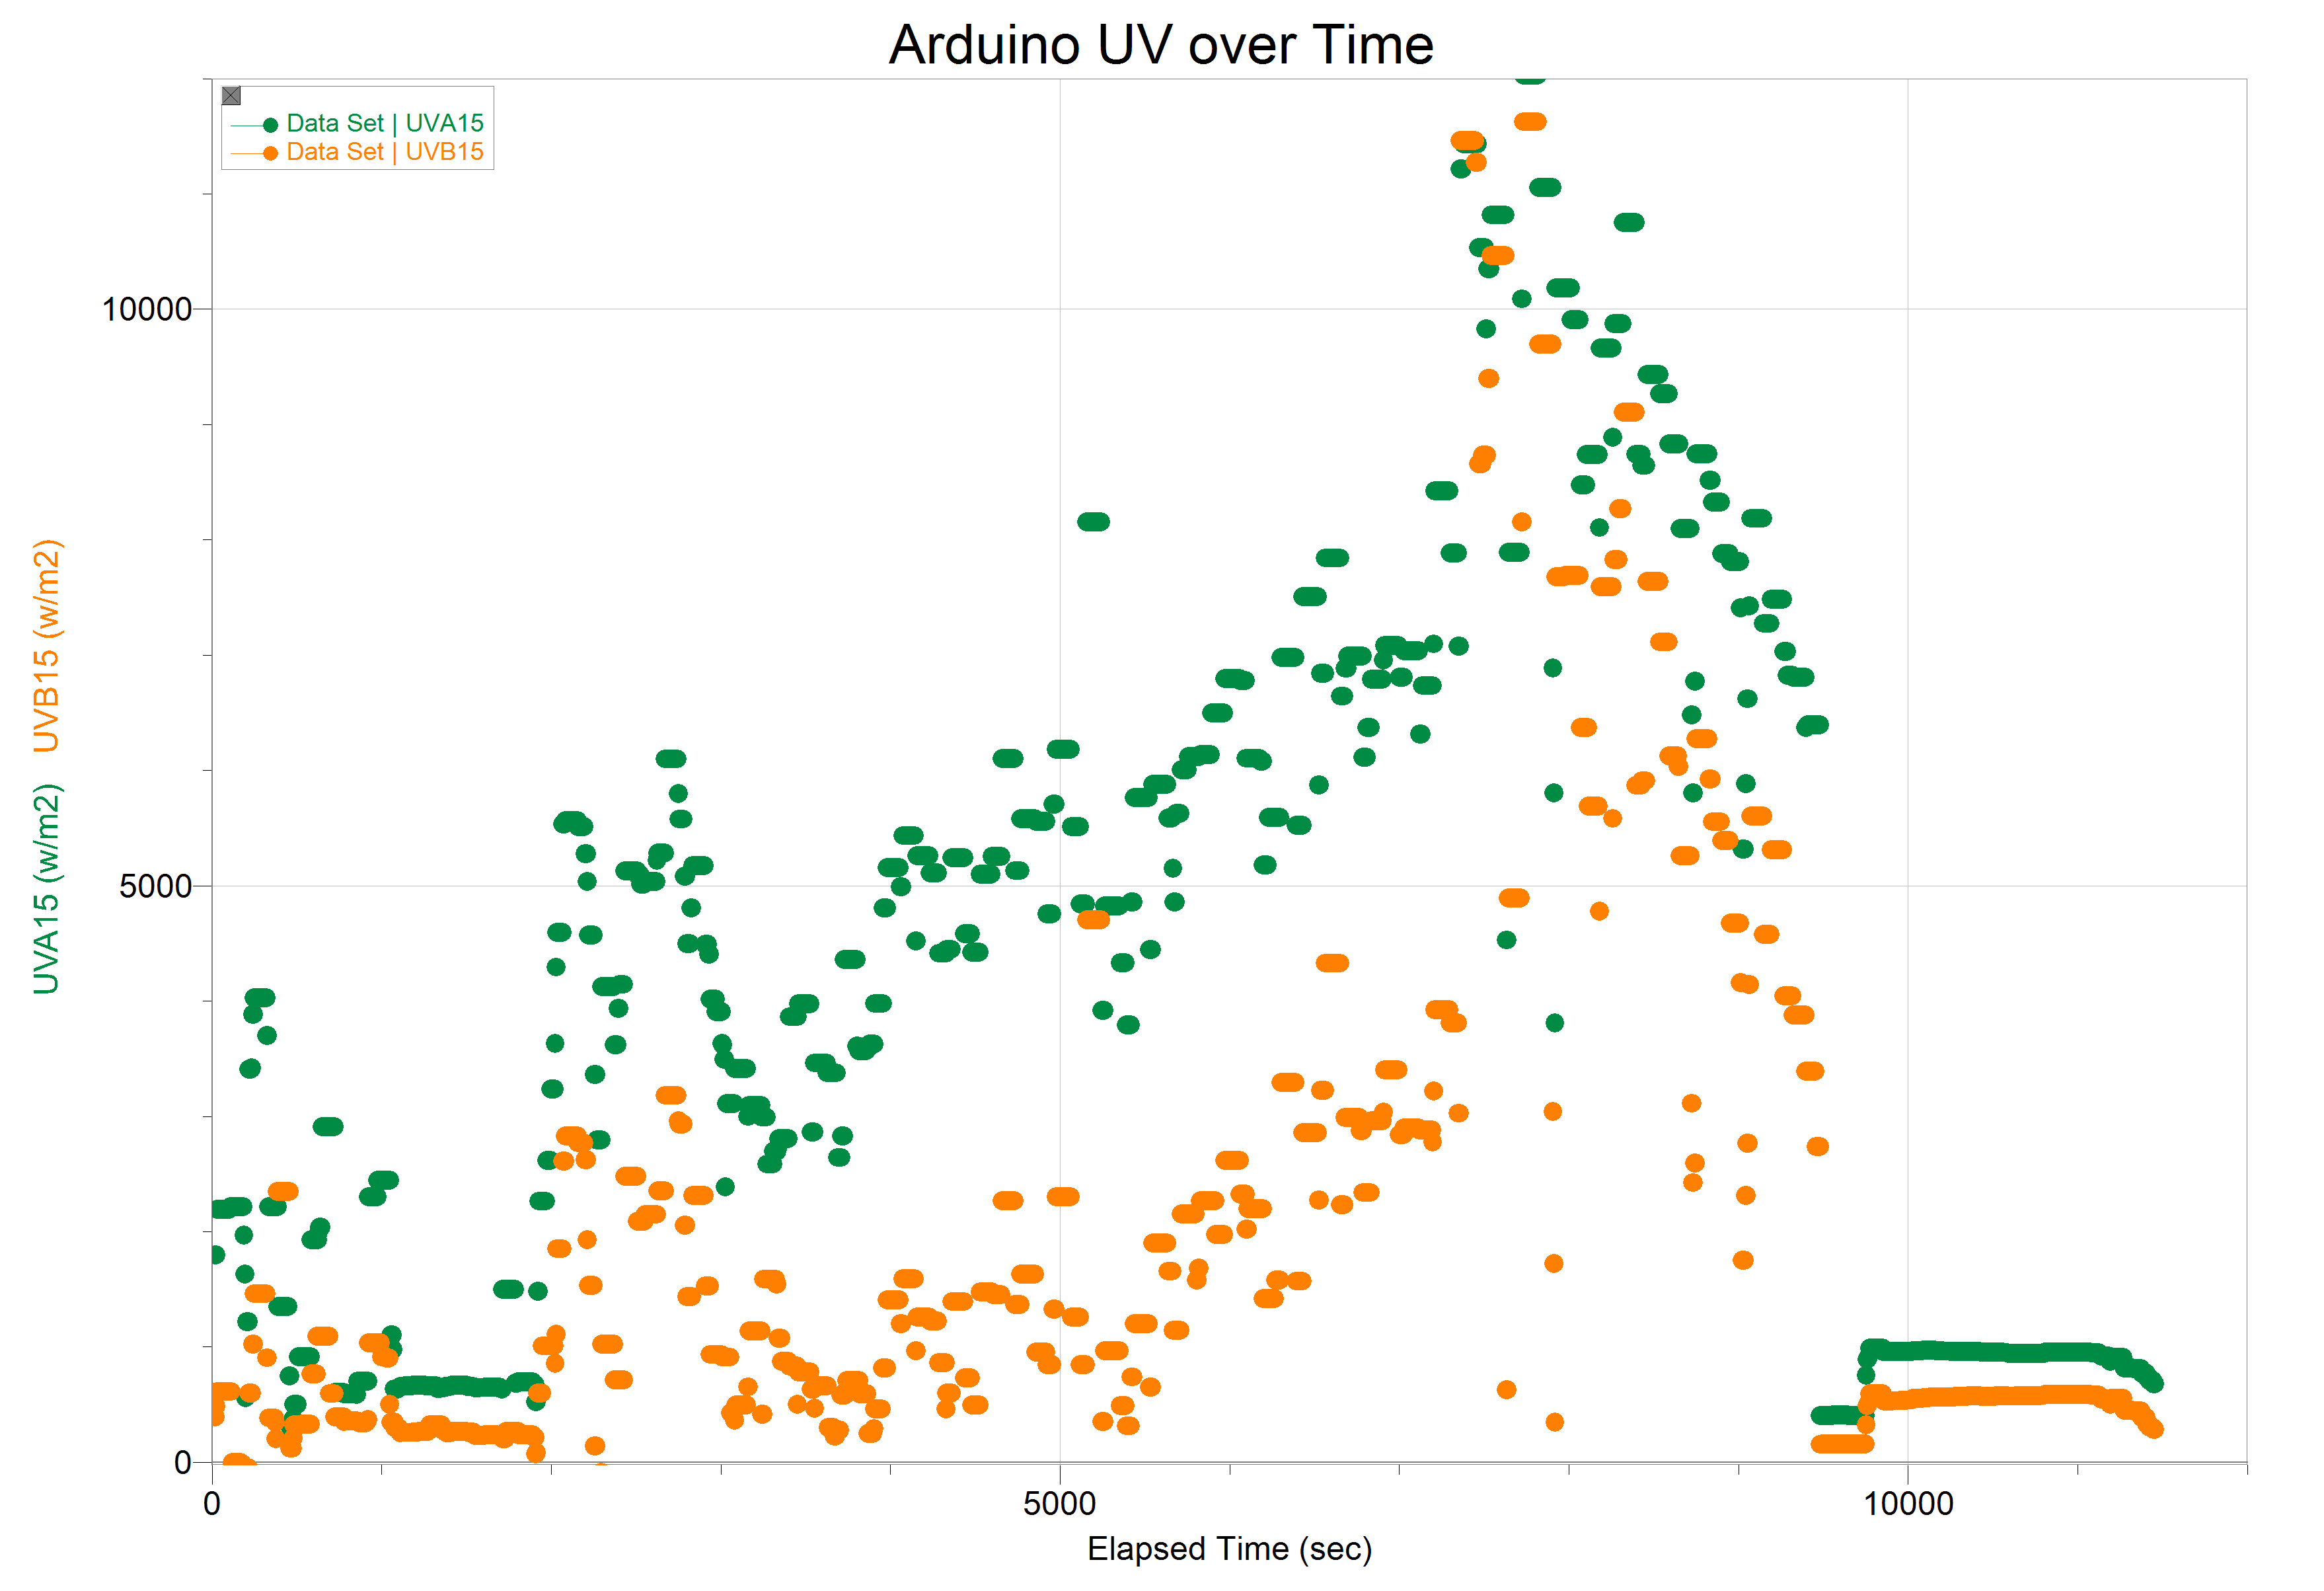 Arduino UV over Time
Data Set | UVA15
Data Set | UVB15
10000
5000
0
UVA15 (w/m2) UVB15 (w/m2)
0 5000 10000
Elapsed Time (sec)